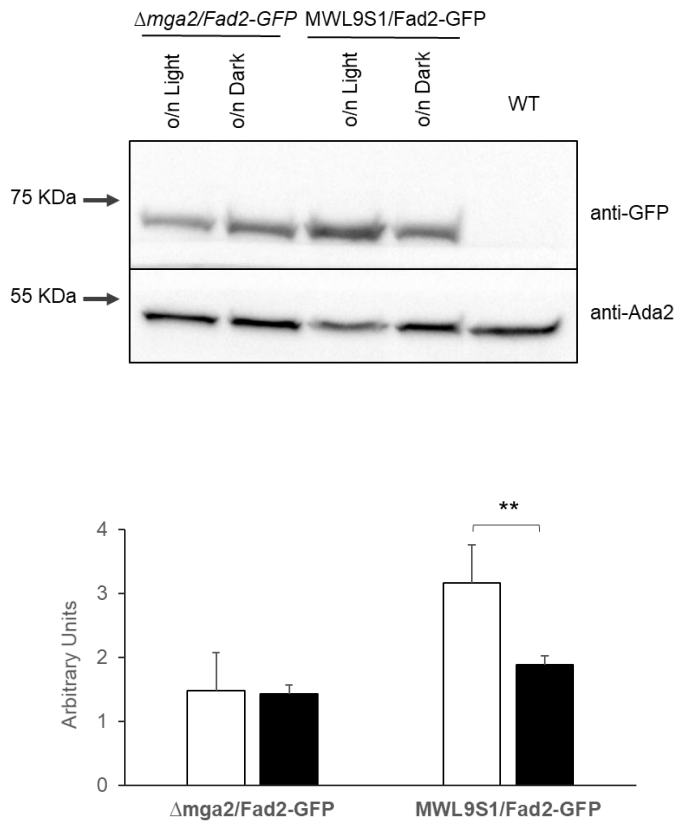 Δmga2/Fad2-GFP MWL9S1/Fad2-GFP
o/n Light o/n Dark o/n Light o/n Dark WT
75 KDa
anti-GFP
55 KDa
anti-Ada2
**
4
3
2
1
0
Arbitrary Units
Δmga2/Fad2-GFP MWL9S1/Fad2-GFP